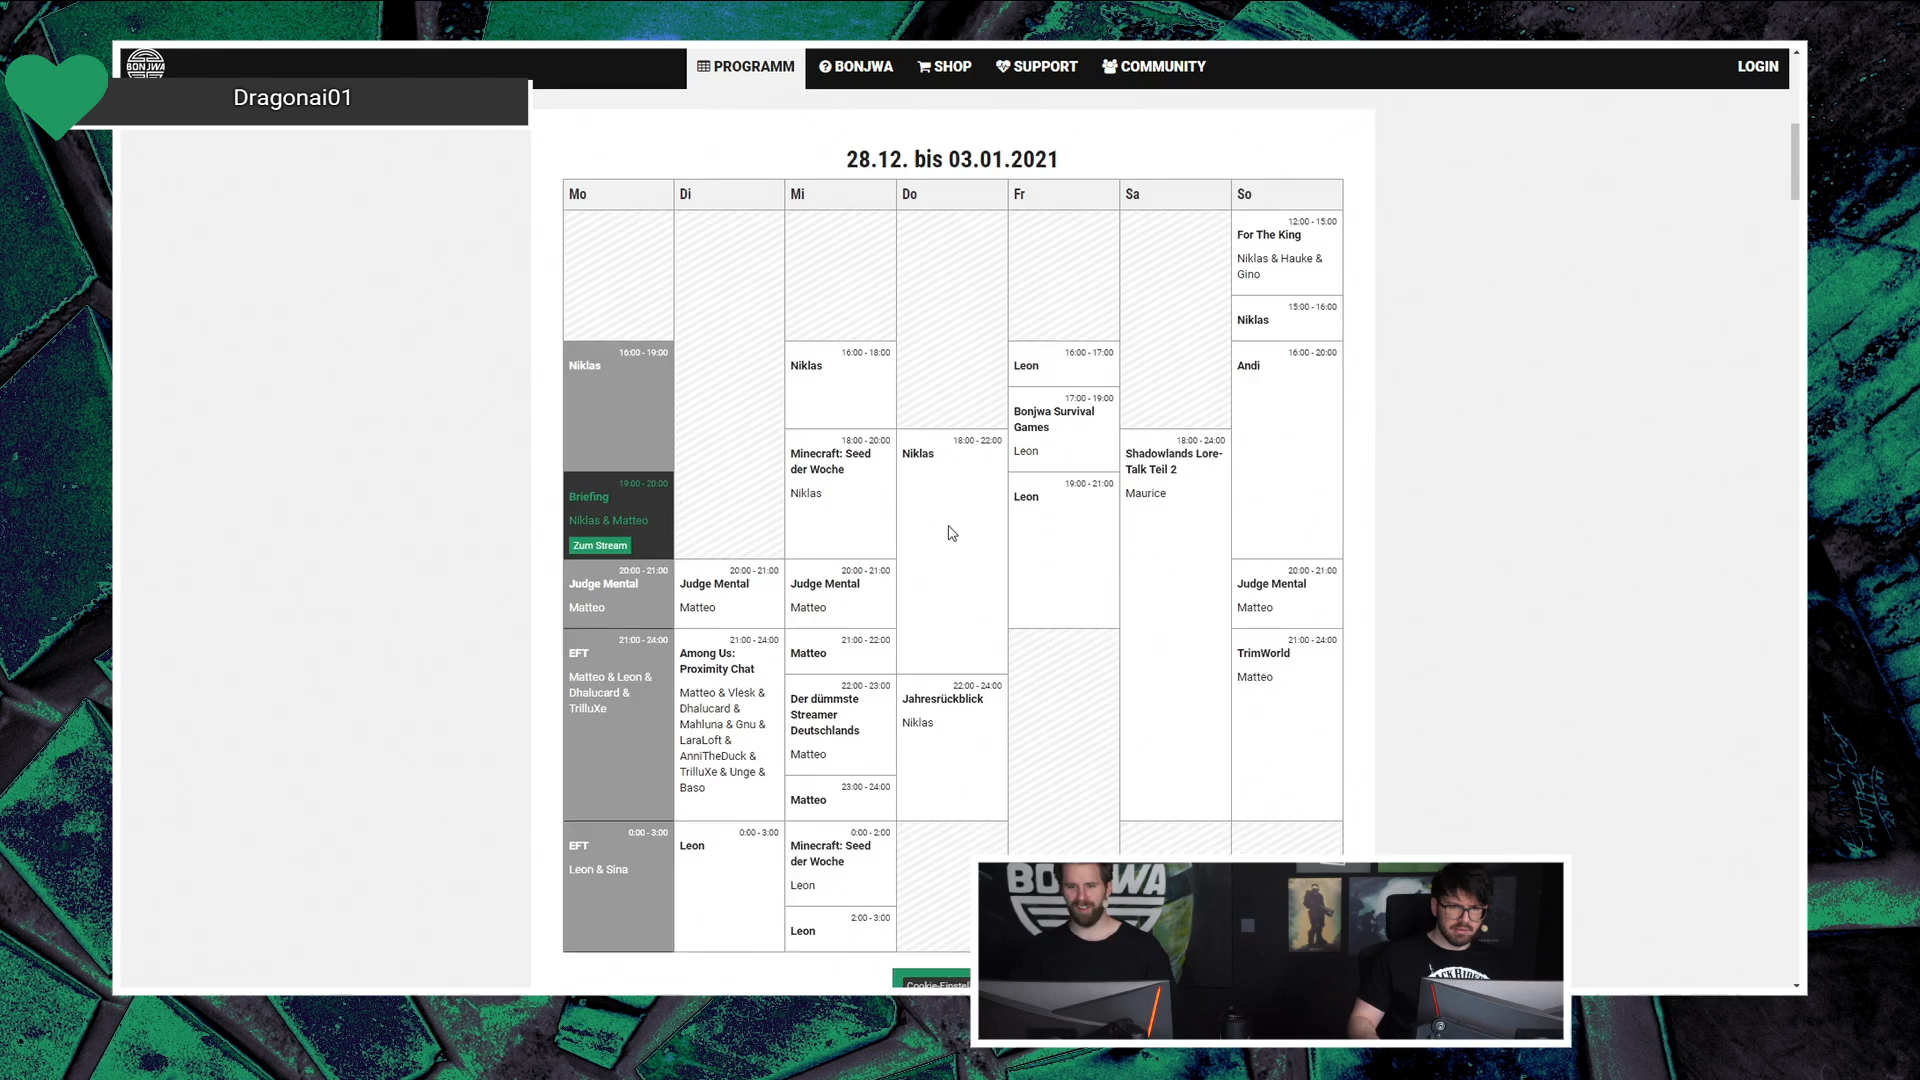 BONJWA
PROGRAMM
BONJWA
SHOP
SUPPORT
COMMUNITY
LOGIN
Dragonai01
28.12. bis 03.01.2021
Mo
Di
Mi
Do
Fr
Sa
So
12:00 - 15:00
For The King
Niklas & Hauke &
Gino
15:00 - 16:00
Niklas
16:00 - 19:00
Niklas
16:00 - 18:00
Niklas
16:00 - 17:00
Leon
16:00 - 20:00
Andi
17:00 - 19:00
Bonjwa Survival
Games
Leon
18:00 - 20:00
Minecraft: Seed
der Woche
Niklas
18:00 - 22:00
Niklas
18:00 - 24:00
Shadowlands Lore-
Talk Teil 2
Maurice
19:00 - 20:00
Briefing
Niklas & Matteo
Zum Stream
19:00 - 21:00
Leon
20:00 - 21:00
Judge Mental
Matteo
20:00 - 21:00
Judge Mental
Matteo
20:00 - 21:00
Judge Mental
Matteo
20:00 - 21:00
Judge Mental
Matteo
21:00 - 24:00
EFT
Matteo & Leon &
Dhalucard &
TrilluXe
21:00 - 24:00
Among Us:
Proximity Chat
Matteo & Vlesk &
Dhalucard &
Mahluna & Gnu &
LaraLoft &
AnniTheDuck &
TrilluXe & Unge &
Baso
21:00 - 22:00
Matteo
21:00 - 24:00
TrimWorld
Matteo
22:00 - 23:00
Der dümmste
Streamer
Deutschlands
Matteo
22:00 - 24:00
Jahresrückblick
Niklas
23:00 - 24:00
Matteo
0:00 - 3:00
EFT
Leon & Sina
0:00 - 3:00
Leon
0:00 - 2:00
Minecraft: Seed
der Woche
Leon
2:00 - 3:00
Leon
Cookie-Einstel